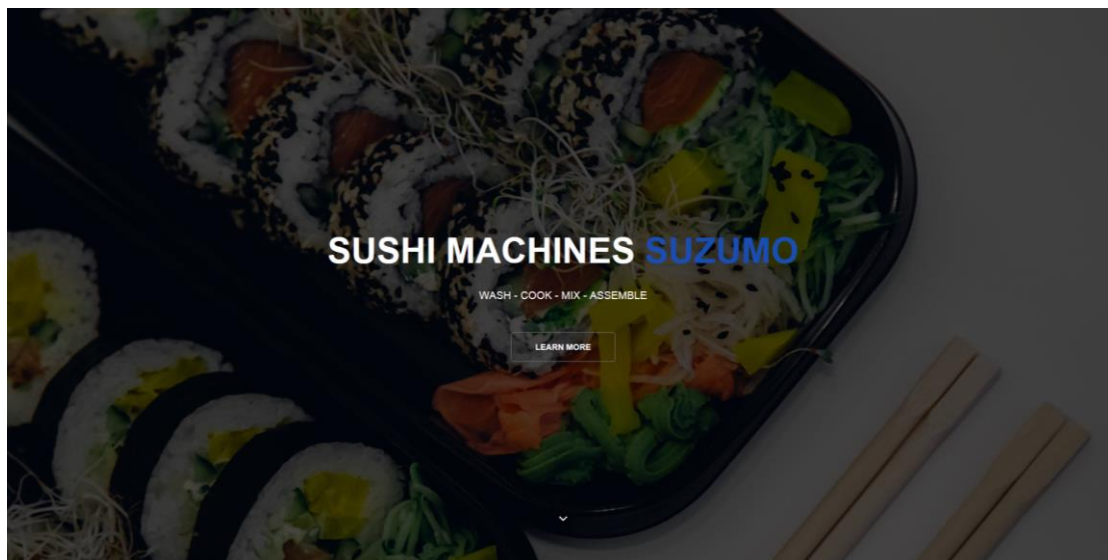 SUSHI MACHINES SUZUMO
WASH - COOK - MIX - ASSEMBLE
LEARN MORE